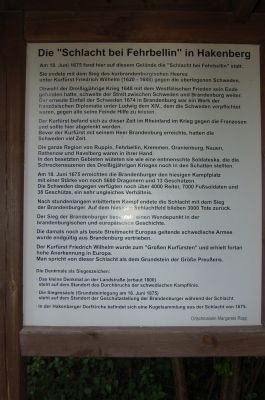 Die "Schlacht bei Fehrbellin" in Hakenberg
Am 18. Juni 1675 fand hier auf diesem Gelände die "Schlacht bei Fehrbellin" statt.
Sie endete mit dem Sieg des kurbrandenburgischen Heeres
unter Kurfürst Friedrich Wilhelm (1620 - 1688) gegen die überlegenen Schweden.
Obwohl der Dreißigjährige Krieg 1648 mit dem Westfälischen Frieden sein Ende
gefunden hatte, schwelte der Streit zwischen Schweden und Brandenburg weiter.
Der erneute Einfall der Schweden 1674 in Brandenburg war ein Werk der
französischen Diplomatie unter Ludwig dem XIV., dem die Schweden verpflichtet
waren, gegen alle seine Feinde Hilfe zu leisten.
Der Kurfürst befand sich zu dieser Zeit im Rheinland im Krieg gegen die Franzosen
und sollte hier abgelenkt werden.
Bevor der Kurfürst mit seinem Heer Brandenburg erreichte, hatten die
Schweden viel Zeit.
Die ganze Region von Ruppin, Fehrbellin, Kremmen, Oranienburg, Nauen,
Rathenow und Havelberg waren in ihrer Hand.
In den besetzten Gebieten wüteten sie wie eine entmenschte Soldateska, die die
Schreckensszenen des Dreißigjährigen Krieges noch in den Schatten stellten.
Am 18. Juni 1675 erreichten die Brandenburger den hiesigen Kampfplatz
mit einer Stärke von noch 5600 Dragonern und 13 Geschützen.
Die Schweden dagegen verfügten noch über 4000 Reiter, 7000 Fußsoldaten und
38 Geschütze, ein sehr ungleiches Verhältnis.
Nach stundenlangen erbitterten Kampf endete die Schlacht mit dem Sieg
der Brandenburger. Auf dem Schlachtfeld blieben 3000 Tote zurück.
Der Sieg der Brandenburger einen Wendepunkt in der
brandenburgischen und europäischen Geschichte.
Die damals noch als beste Streitmacht Europas geltende schwedische Armee
wurde endgültig aus Brandenburg vertrieben.
Der Kurfürst Friedrich Wilhelm wurde zum "Großen Kurfürsten" und erhielt fortan
hohe Anerkennung in Europa.
Man spricht von dieser Schlacht als dem Grundstein der Größe Preußens.
Die Denkmale als Siegeszeichen:
- Das kleine Denkmal an der Landstraße (erbaut 1800)
steht auf dem Standort des Durchbruchs der schwedischen Kampflinie.
- Die Siegessäule (Grundsteinlegung am 18. Juni 1875)
steht auf dem Standort der Geschützstellung der Brandenburger während der Schlacht.
- In der Hakenberger Dorfkirche befindet sich eine Kugelsammlung aus der Schlacht von 1675.
Ortschronistin Margarete Rapp